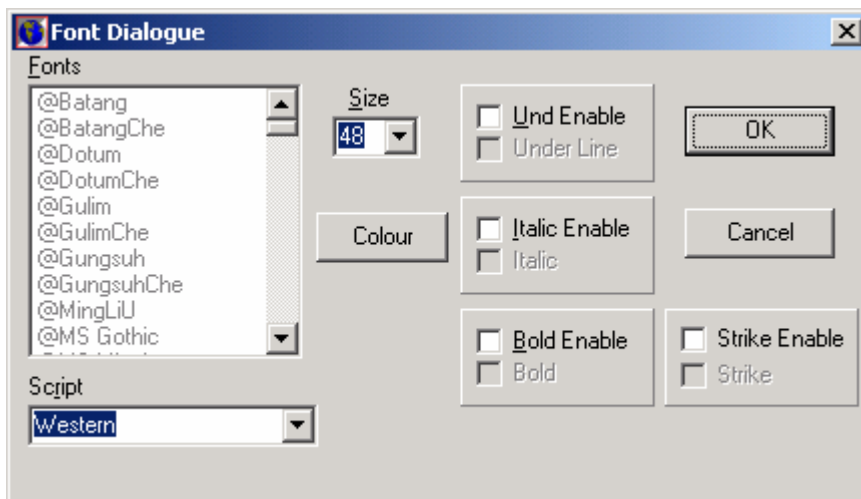 Font Dialogue
Fonts
@Batang
@BatangChe
@Dotum
@DotumChe
@Gulim
@GulimChe
@Gungsuh
@GungsuhChe
@MingLiU
@MS Gothic
Script
Western
Size
48
Colour
Und Enable
Under Line
Italic Enable
Italic
Bold Enable
Bold
OK
Cancel
Strike Enable
Strike